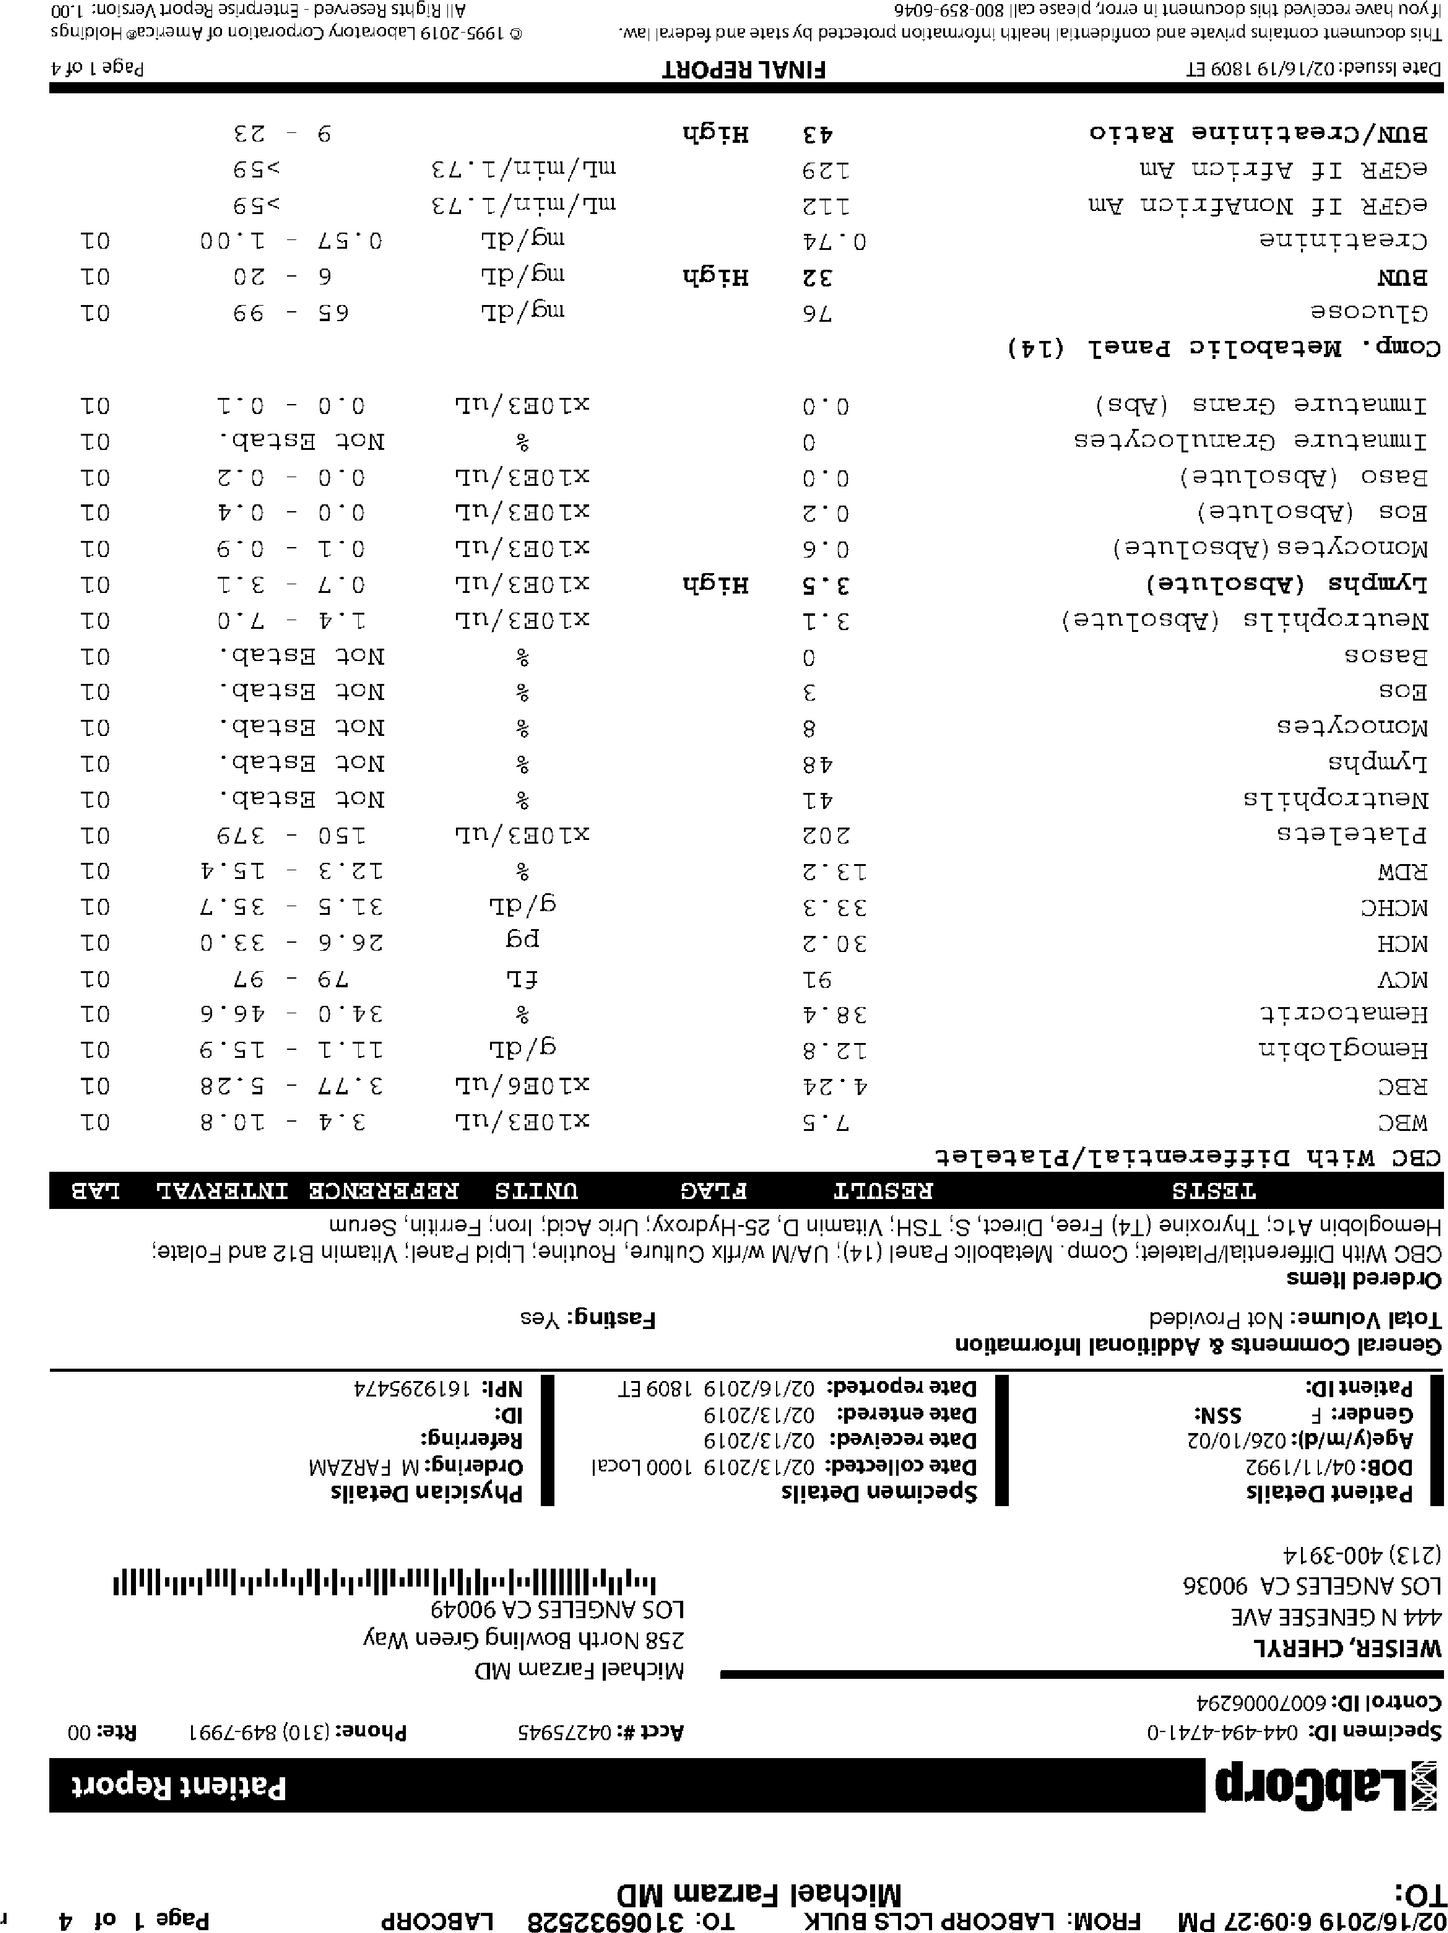 02/16/2019 6:09:27 PM FROM: LABCORP LCLS BULK TO: 3106932528 LABCORP Page 1 of 4
TO: Michael Farzam MD
LabCorp Patient Report
Specimen ID: 044-494-4741-0 Acct #: 04275945 Phone: (310) 849-7991 Rte: 00
Control ID: 60070006294
WEISER, CHERYL Michael Farzam MD
444 N GENESEE AVE 258 North Bowling Green Way
LOS ANGELES CA 90036 LOS ANGELES CA 90049
(213) 400-3914
Patient Details Specimen Details Physician Details
DOB: 04/11/1992 Date collected: 02/13/2019 1000 Local Ordering: M FARZAM
Age(y/m/d): 026/10/02 Date received: 02/13/2019 Referring:
Gender: F SSN: Date entered: 02/13/2019 ID:
Patient ID: Date reported: 02/16/2019 1809 ET NPI: 1619295474
General Comments & Additional Information
Total Volume: Not Provided Fasting: Yes
Ordered Items
CBC With Differential/Platelet; Comp. Metabolic Panel (14); UA/M w/rflx Culture, Routine; Lipid Panel; Vitamin B12 and Folate;
Hemoglobin A1c; Thyroxine (T4) Free, Direct, S; TSH; Vitamin D, 25-Hydroxy; Uric Acid; Iron; Ferritin, Serum
TESTS RESULT FLAG UNITS REFERENCE INTERVAL LAB
CBC With Differential/Platelet
WBC 7.5 x10E3/uL 3.4 - 10.8 01
RBC 4.24 x10E6/uL 3.77 - 5.28 01
Hemoglobin 12.8 g/dL 11.1 - 15.9 01
Hematocrit 38.4 % 34.0 - 46.6 01
MCV 91 fL 79 - 97 01
MCH 30.2 pg 26.6 - 33.0 01
MCHC 33.3 g/dL 31.5 - 35.7 01
RDW 13.2 % 12.3 - 15.4 01
Platelets 202 x10E3/uL 150 - 379 01
Neutrophils 41 % Not Estab. 01
Lymphs 48 % Not Estab. 01
Monocytes 8 % Not Estab. 01
Eos 3 % Not Estab. 01
Basos 0 % Not Estab. 01
Neutrophils (Absolute) 3.1 x10E3/uL 1.4 - 7.0 01
Lymphs (Absolute) 3.5 High x10E3/uL 0.7 - 3.1 01
Monocytes(Absolute) 0.6 x10E3/uL 0.1 - 0.9 01
Eos (Absolute) 0.2 x10E3/uL 0.0 - 0.4 01
Baso (Absolute) 0.0 x10E3/uL 0.0 - 0.2 01
Immature Granulocytes 0 % Not Estab. 01
Immature Grans (Abs) 0.0 x10E3/uL 0.0 - 0.1 01
Comp. Metabolic Panel (14)
Glucose 76 mg/dL 65 - 99 01
BUN 32 High mg/dL 6 - 20 01
Creatinine 0.74 mg/dL 0.57 - 1.00 01
eGFR If NonAfricn Am 112 mL/min/1.73 >59
eGFR If Africn Am 129 mL/min/1.73 >59
BUN/Creatinine Ratio 43 High 9 - 23
Date Issued: 02/16/19 1809 ET FINAL REPORT Page 1 of 4
This document contains private and confidential health information protected by state and federal law. © 1995-2019 Laboratory Corporation of America® Holdings
If you have received this document in error, please call 800-859-6046 All Rights Reserved - Enterprise Report Version: 1.00